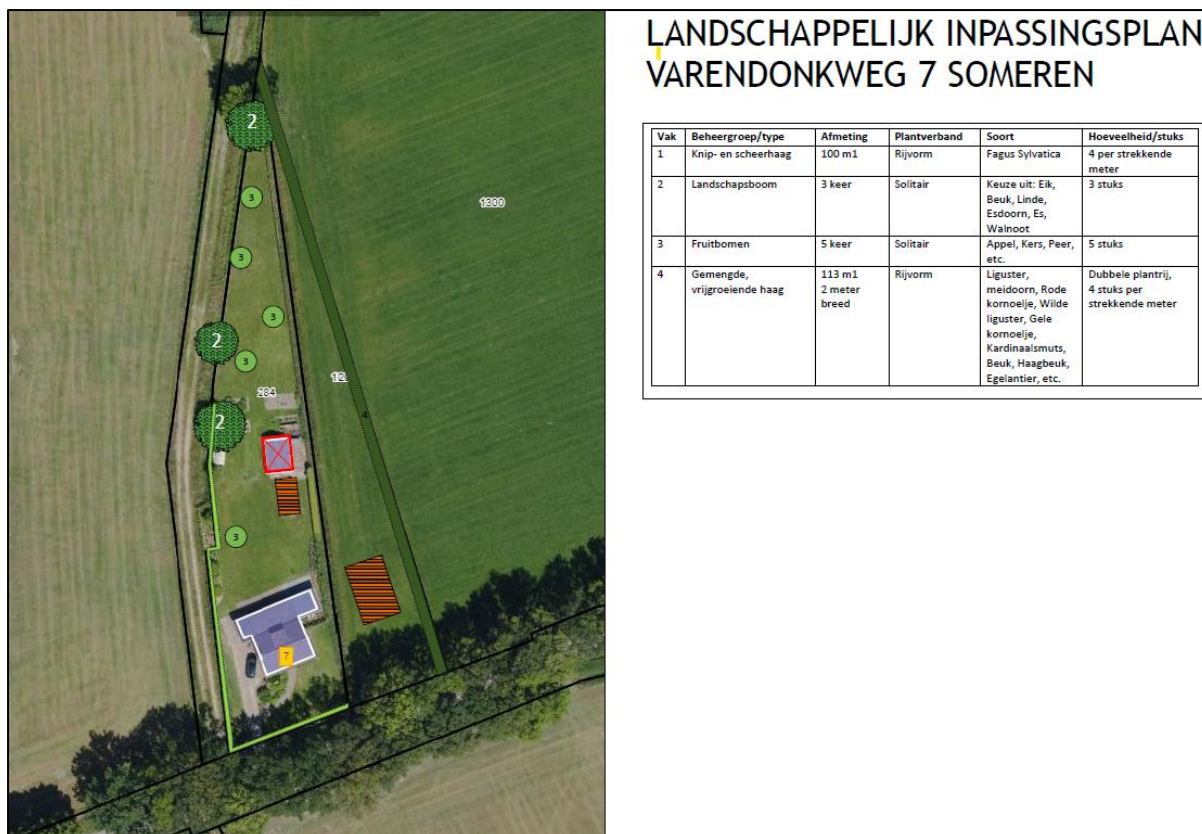 LANDSCHAPPELIJK INPASSINGSPLAN
VARENDONKWEG 7 SOMEREN
Vak Beheergroep/type Afmeting Plantverband Soort Hoeveelheid/stuks
1 Knip- en scheerhaag 100 m1 Rijvorm Fagus Sylvatica 4 per strekkende
meter
2 Landschapsboom 3 keer Solitair Keuze uit: Eik, 3 stuks
Beuk, Linde,
Esdoorn, Es,
Walnoot
3 Fruitbomen 5 keer Solitair Appel, Kers, Peer, 5 stuks
etc.
4 Gemengde, 113 m1 Rijvorm Liguster, Dubbele plantrij,
vrijgroeiende haag 2 meter meidoorn, Rode 4 stuks per
breed kornoelje, Wilde strekkende meter
liguster, Gele
kornoelje,
Kardinaalsmuts,
Beuk, Haagbeuk,
Egelantier, etc.
2
3
1300
3
3
2
3
12
284
4
2
3
7